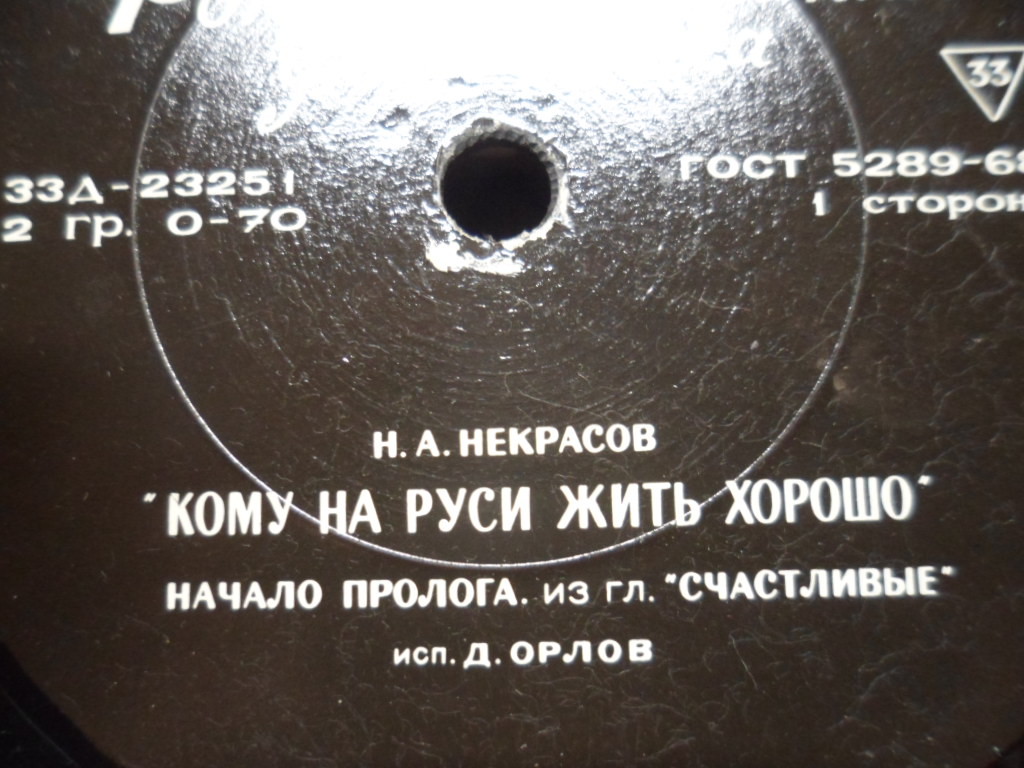 33
33Д-23251
ГОСТ 5289-68
2 гр. 0-70
1 сторон
Н. А. НЕКРАСОВ
"КОМУ НА РУСИ ЖИТЬ ХОРОШО"
НАЧАЛО ПРОЛОГА. ИЗ ГЛ. "СЧАСТЛИВЫЕ"
исп. Д. ОРЛОВ